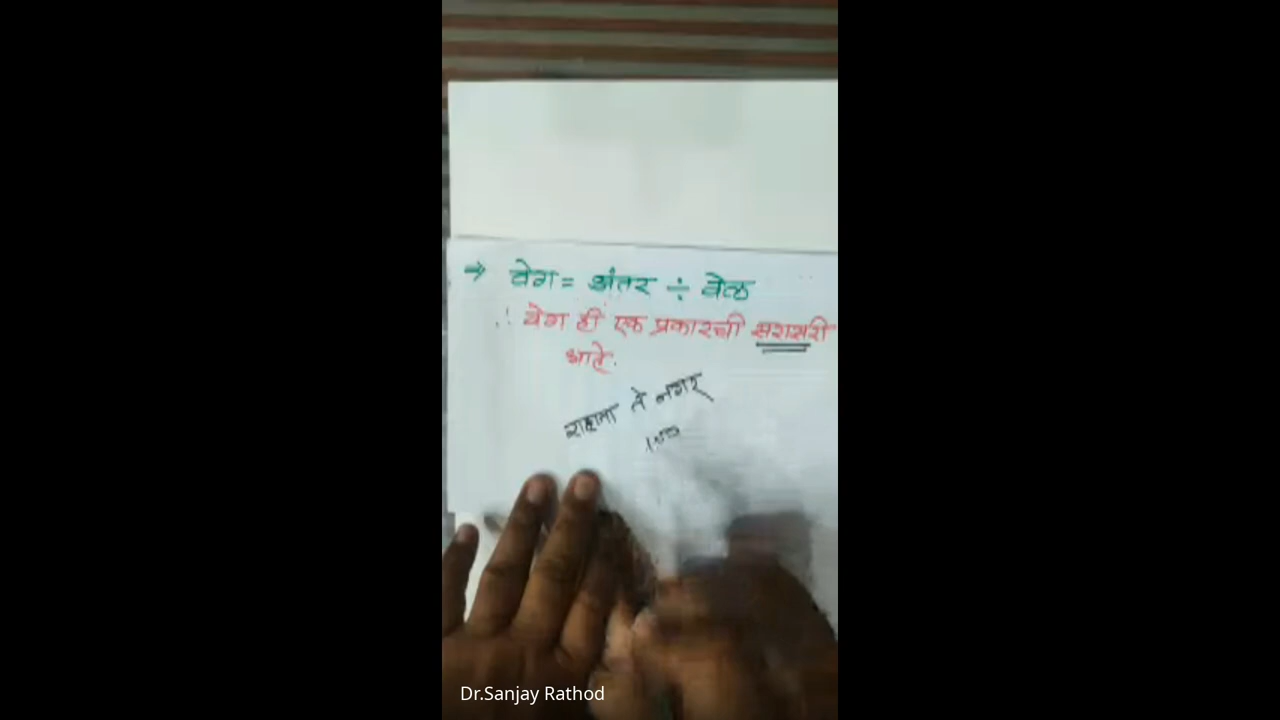 ⇒ वेग = अंतर ÷ वेळ
∴ वेग ही एक प्रकारची सरासरी
आहे.
ते नगर
Dr.Sanjay Rathod